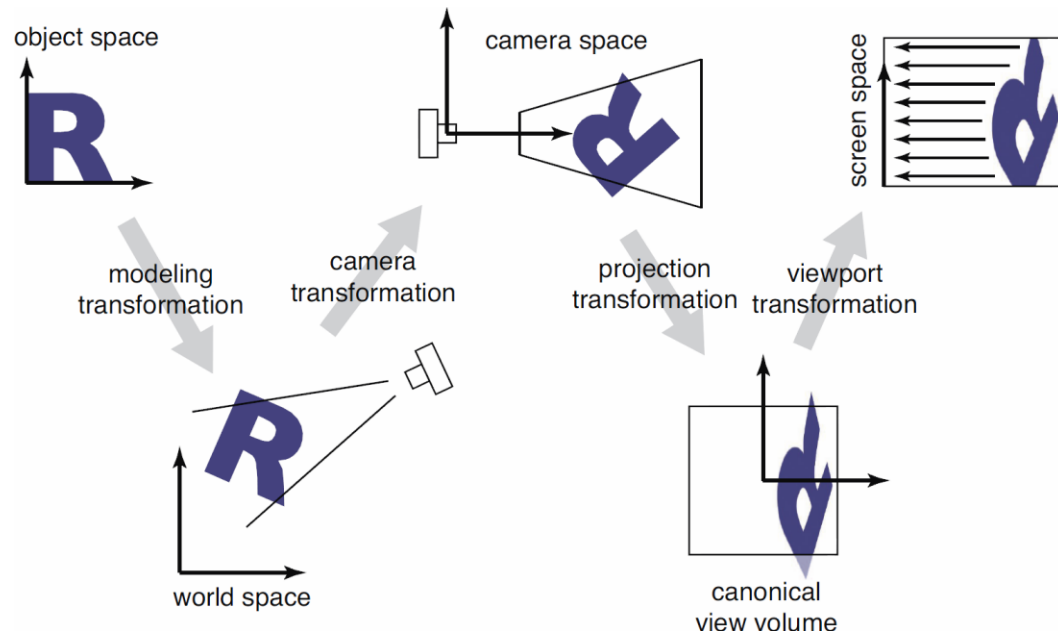 object space
R
modeling
transformation
R
world space
camera
transformation
camera space
R
projection
transformation
R
canonical
view volume
viewport
transformation
screen space
R